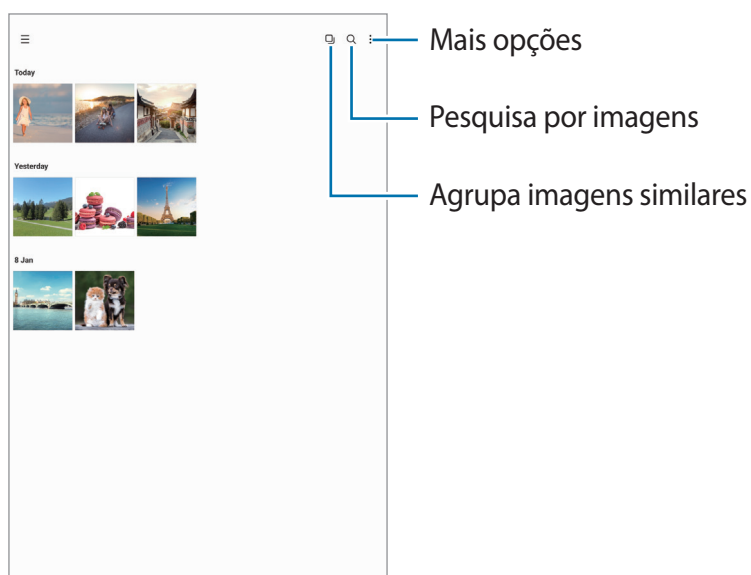 Mais opções
Today
Pesquisa por imagens
Yesterday
Agrupa imagens similares
8 Jan